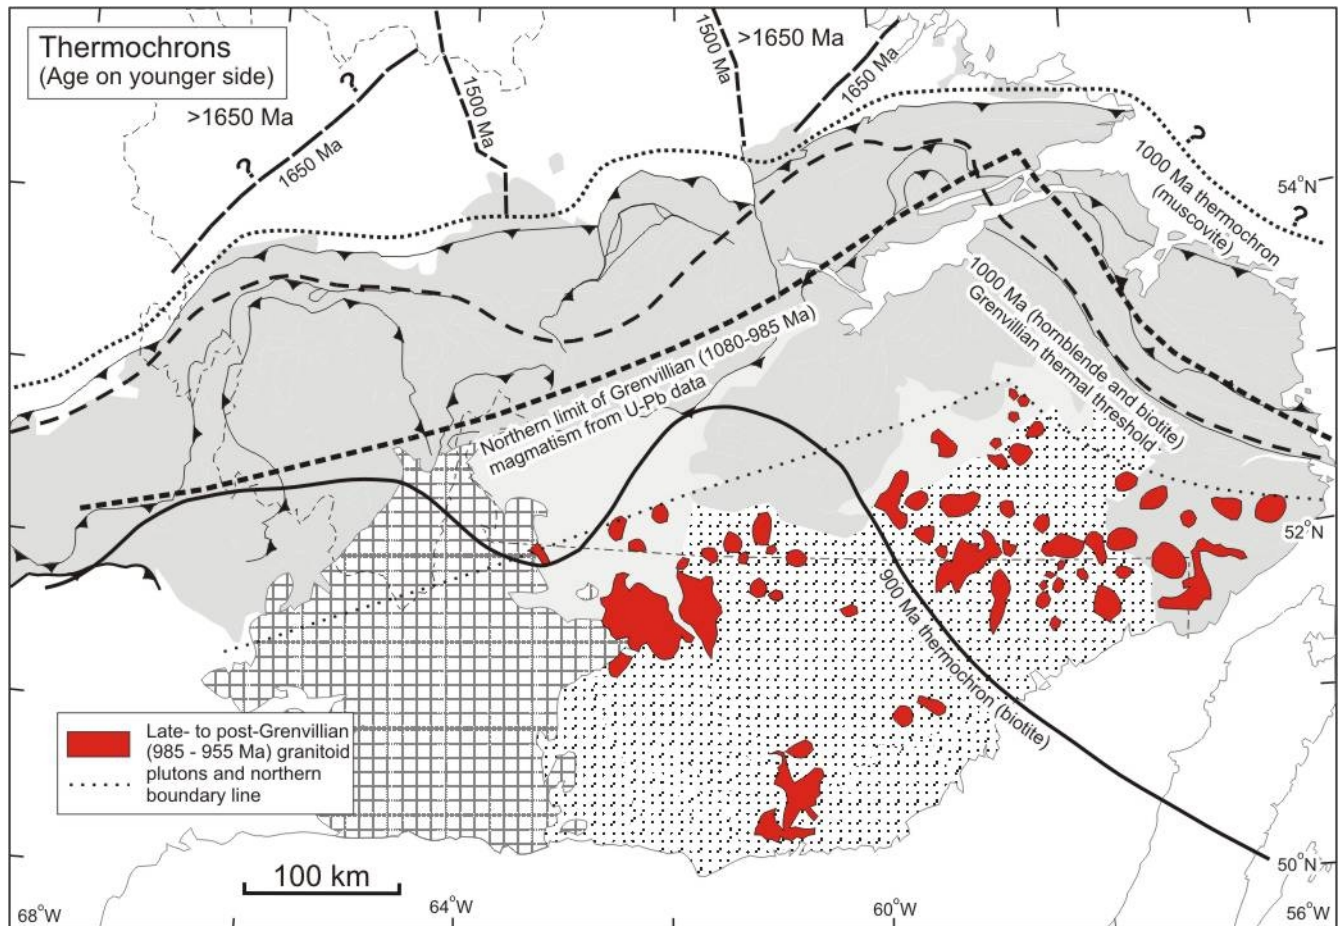 Thermochrons
(Age on younger side)
>1650 Ma
?
?
1650 Ma
1500 Ma
1500 Ma
>1650 Ma
1650 Ma
?
?
1000 Ma thermochron
(muscovite)
54°N
1000 Ma (hornblende and biotite)
Grenvillian thermal threshold
Northern limit of Grenvillian (1080-985 Ma)
magmatism from U-Pb data
52°N
900 Ma thermochron (biotite)
Late- to post-Grenvillian
(985 - 955 Ma) granitoid
plutons and northern
boundary line
100 km
50°N
68°W
64°W
60°W
56°W